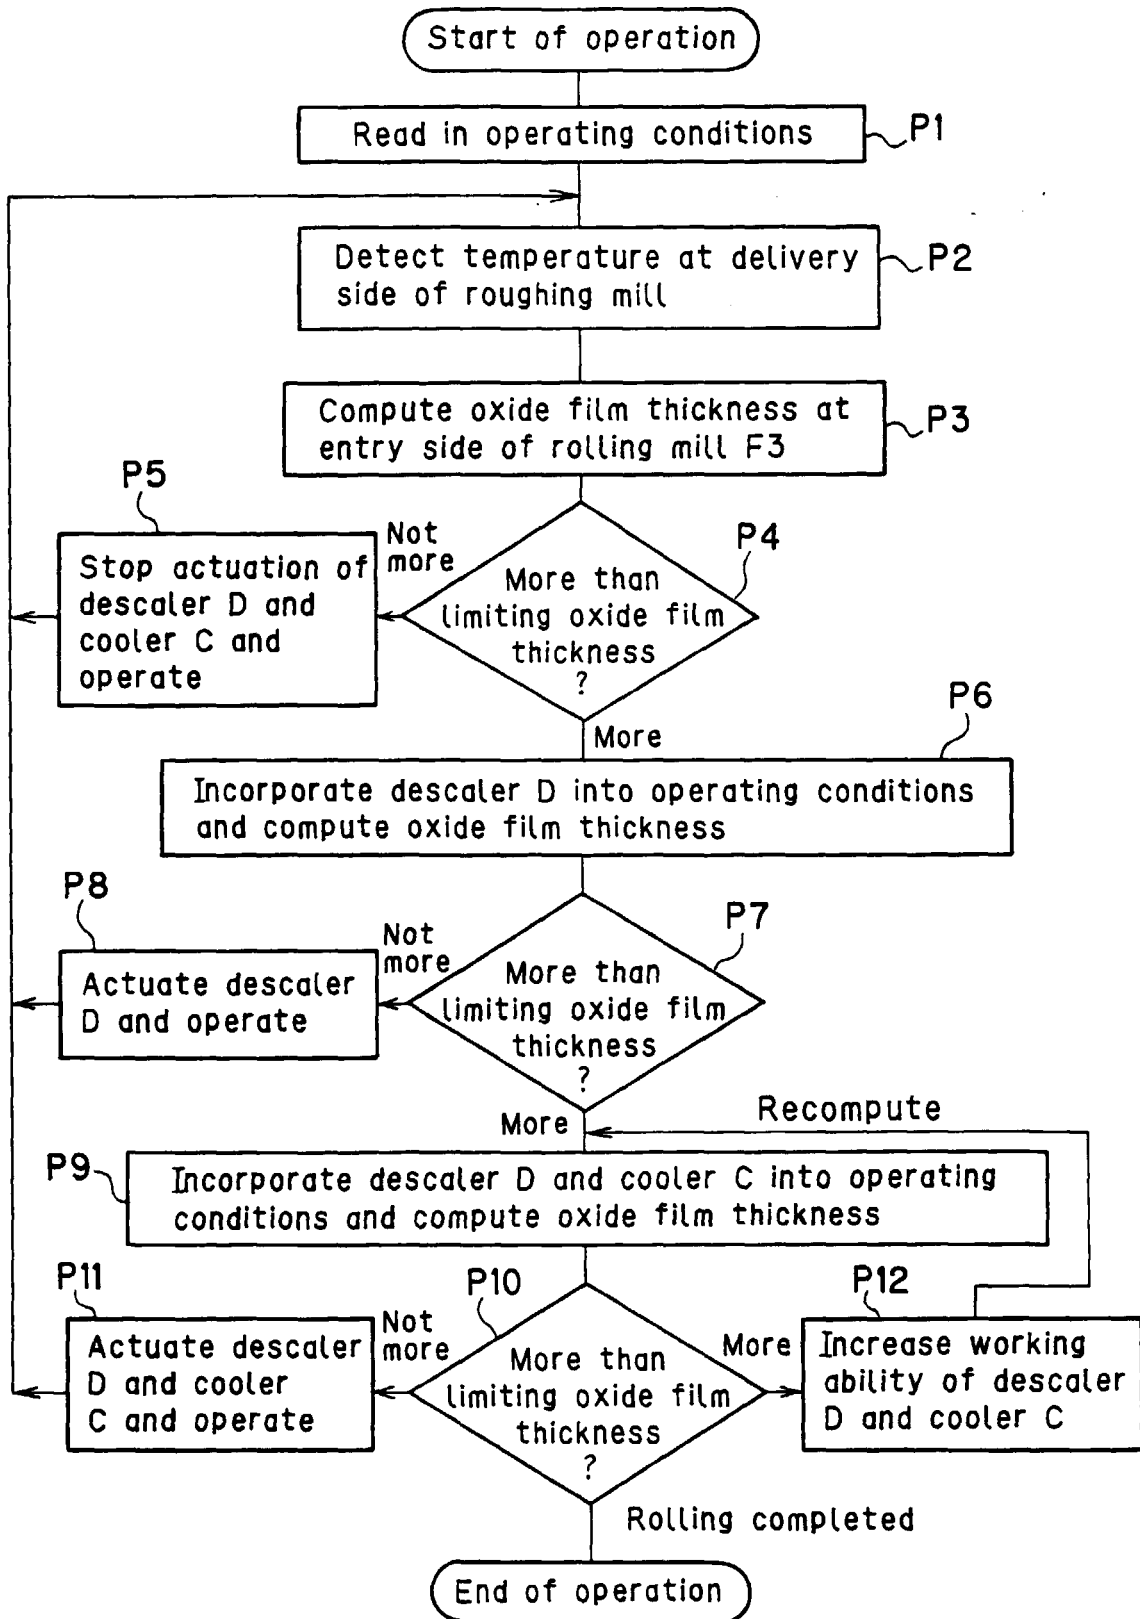 Start of operation
Read in operating conditions
P1
Detect temperature at delivery
side of roughing mill
P2
Compute oxide film thickness at
entry side of rolling mill F3
P3
P5
Stop actuation of
descaler D and
cooler C and
operate
Not
more
P4
More than
limiting oxide film
thickness
?
More
P6
Incorporate descaler D into operating conditions
and compute oxide film thickness
P8
Actuate descaler
D and operate
Not
more
P7
More than
limiting oxide film
thickness
?
More
Recompute
P9
Incorporate descaler D and cooler C into operating
conditions and compute oxide film thickness
P11
Actuate descaler
D and cooler
C and operate
Not
more
P10
More than
limiting oxide film
thickness
?
More
P12
Increase working
ability of descaler
D and cooler C
Rolling completed
End of operation